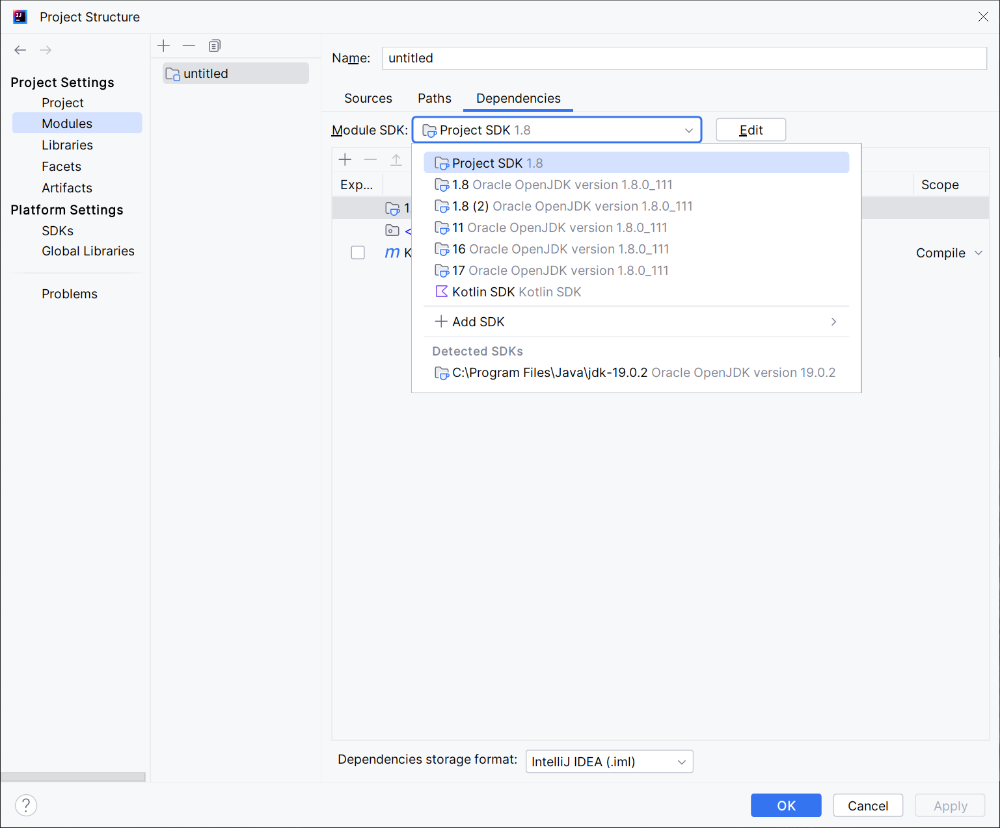 Project Structure
Name: untitled
untitled
Project Settings
Project
Modules
Libraries
Facets
Artifacts
Platform Settings
SDKs
Global Libraries
Problems
Sources Paths Dependencies
Module SDK: Project SDK 1.8 Edit
Project SDK 1.8
1.8 Oracle OpenJDK version 1.8.0_111
1.8 (2) Oracle OpenJDK version 1.8.0_111
11 Oracle OpenJDK version 1.8.0_111
16 Oracle OpenJDK version 1.8.0_111
17 Oracle OpenJDK version 1.8.0_111
Kotlin SDK Kotlin SDK
Add SDK
Detected SDKs
C:\Program Files\Java\jdk-19.0.2 Oracle OpenJDK version 19.0.2
Exp... Scope
1.
<
m K Compile
Dependencies storage format: IntelliJ IDEA (.iml)
? OK Cancel Apply